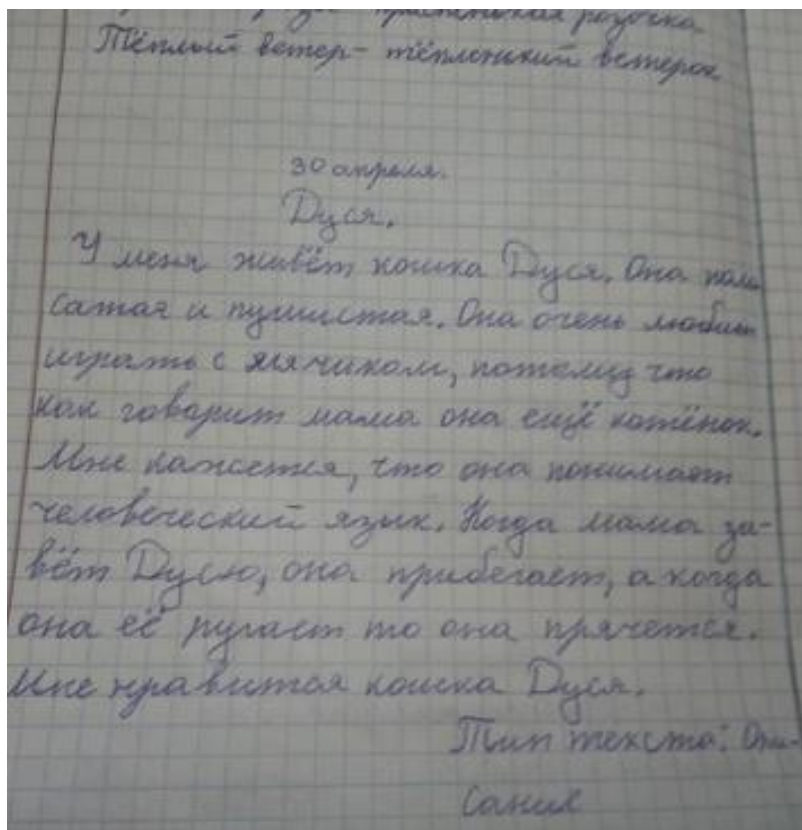 розочка
Тёплый ветер - тёпленький ветерок
30 апреля.
Дуся.
У меня живёт кошка Дуся. Она поло
сатая и пушистая. Она очень любит
играть с мячиком, потому что
как говорит мама она ещё котёнок.
Мне кажется, что она понимает
человеческий язык. Когда мама за-
вёт Дусю, она прибегает, а когда
она её ругает то она прячется.
Мне нравится кошка Дуся.
Тип текста: Опи-
сание